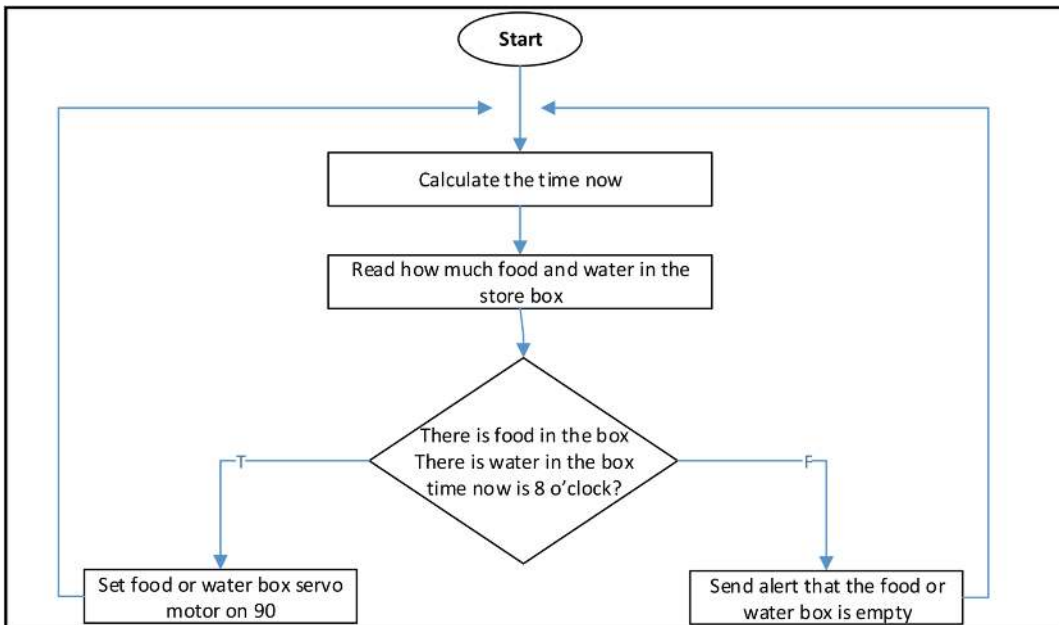 Start
Calculate the time now
Read how much food and water in the
store box
There is food in the box
There is water in the box
time now is 8 o’clock?
T
F
Set food or water box servo
motor on 90
Send alert that the food or
water box is empty